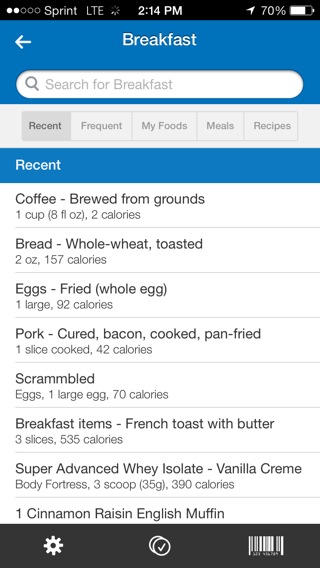 Sprint LTE 2:14 PM 70%
Breakfast
Search for Breakfast
Recent Frequent My Foods Meals Recipes
Recent
Coffee - Brewed from grounds
1 cup (8 fl oz), 2 calories
Bread - Whole-wheat, toasted
2 oz, 157 calories
Eggs - Fried (whole egg)
1 large, 92 calories
Pork - Cured, bacon, cooked, pan-fried
1 slice cooked, 42 calories
Scrammbled
Eggs, 1 large egg, 70 calories
Breakfast items - French toast with butter
3 slices, 535 calories
Super Advanced Whey Isolate - Vanilla Creme
Body Fortress, 3 scoop (35g), 390 calories
1 Cinnamon Raisin English Muffin